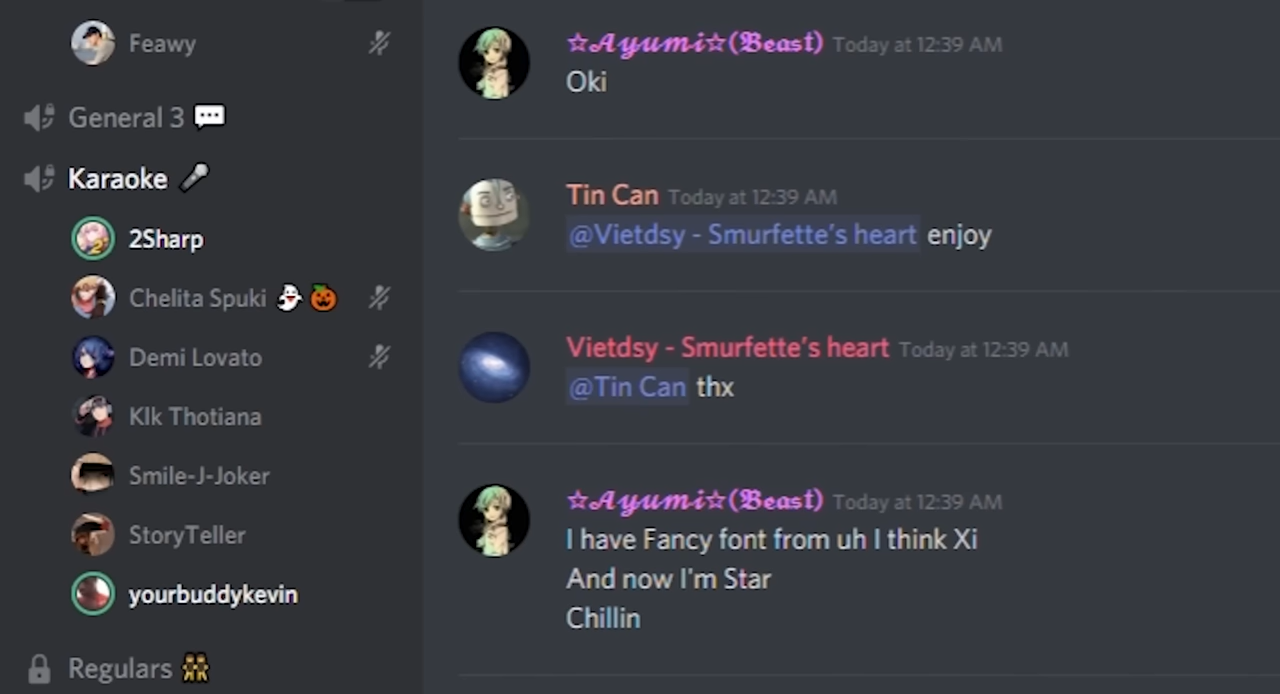 Feawy
General 3 💬
Karaoke 🎤
2Sharp
Chelita Spuki 👻 🎃
Demi Lovato
Klk Thotiana
Smile-J-Joker
StoryTeller
yourbuddykevin
Regulars 👯
☆𝓐𝔂𝓾𝓶𝓲☆(𝕭𝖊𝖆𝖘𝖙) Today at 12:39 AM
Oki
Tin Can Today at 12:39 AM
@Vietdsy - Smurfette’s heart enjoy
Vietdsy - Smurfette’s heart Today at 12:39 AM
@Tin Can thx
☆𝓐𝔂𝓾𝓶𝓲☆(𝕭𝖊𝖆𝖘𝖙) Today at 12:39 AM
I have Fancy font from uh I think Xi
And now I'm Star
Chillin